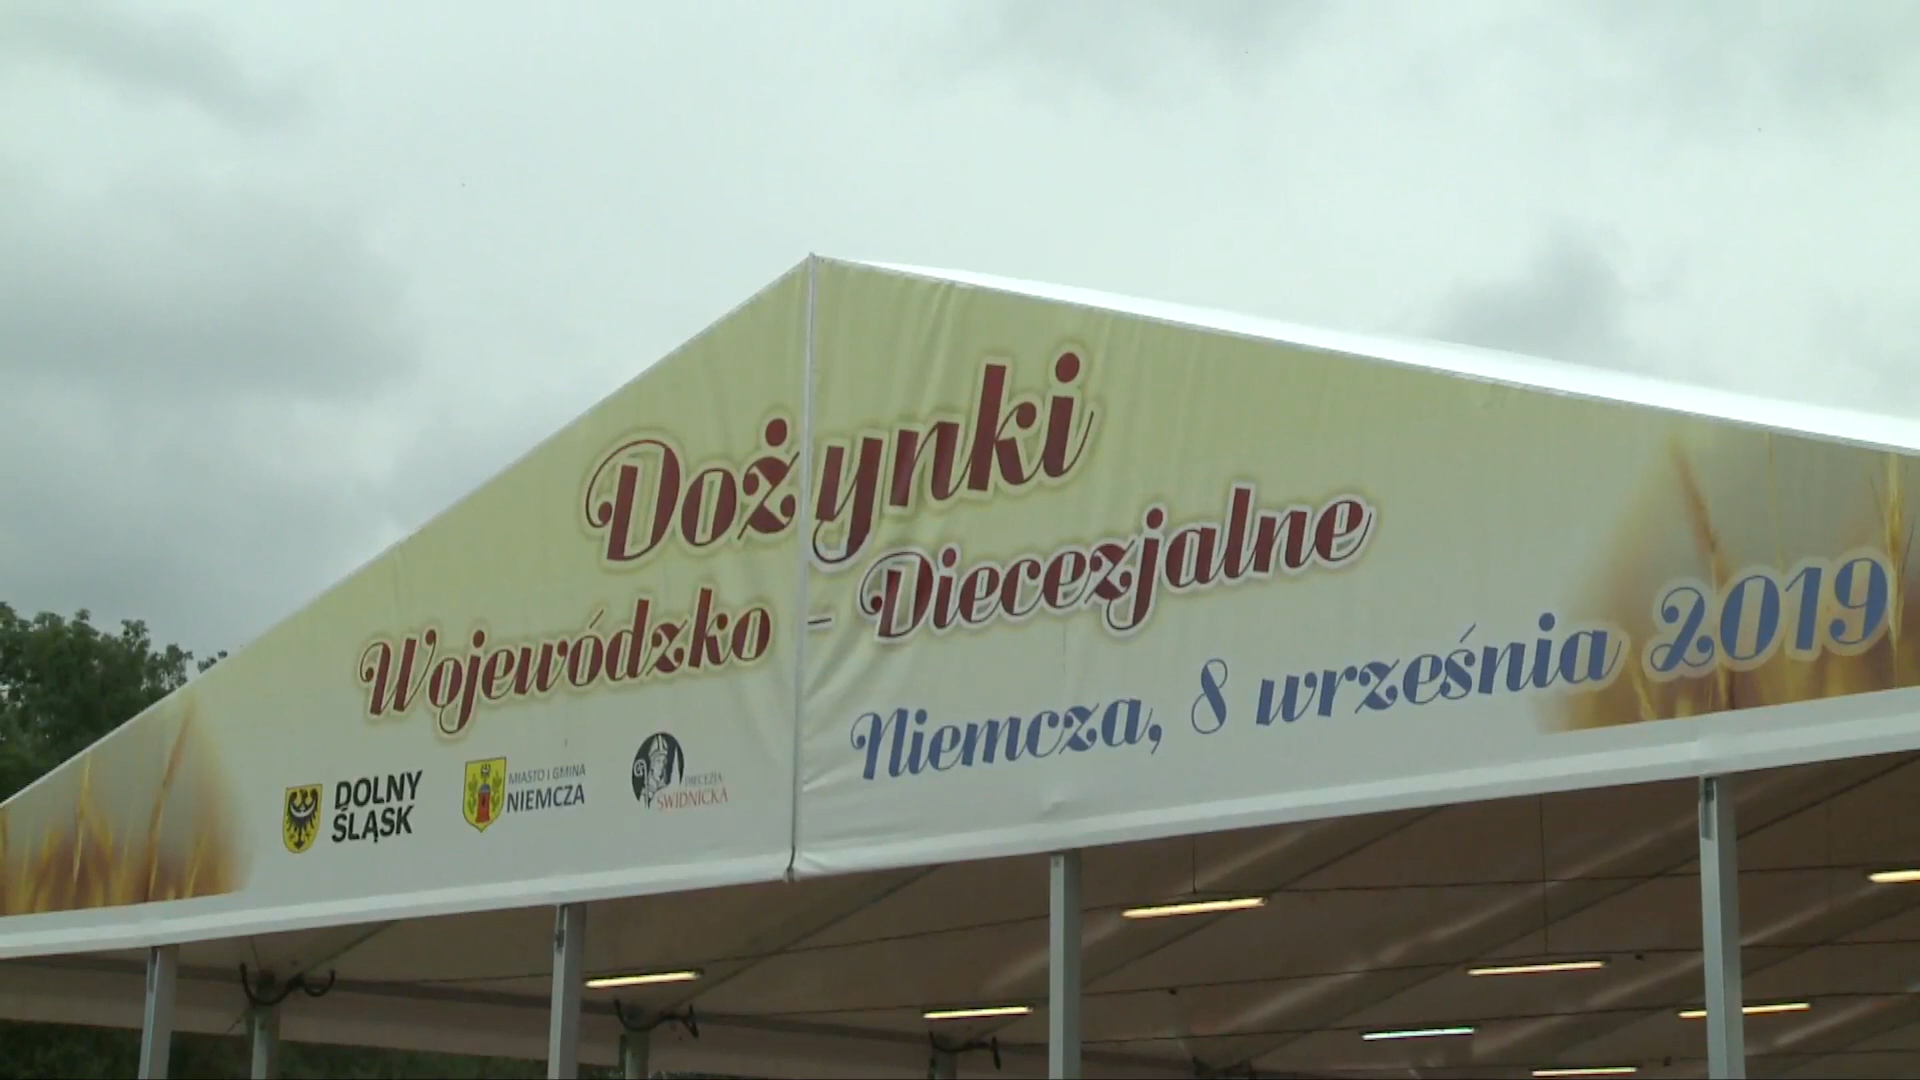 Dożynki
Wojewódzko - Diecezjalne
Niemcza, 8 września 2019
DOLNY
ŚLĄSK
MIASTO I GMINA
NIEMCZA
DIECEZJA
ŚWIDNICKA